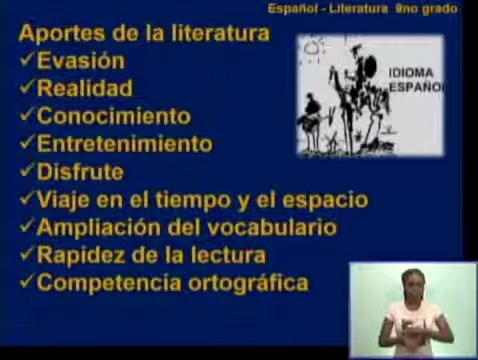 Español - Literatura 9no grado
Aportes de la literatura
Evasión
Realidad
Conocimiento
Entretenimiento
Disfrute
Viaje en el tiempo y el espacio
Ampliación del vocabulario
Rapidez de la lectura
Competencia ortográfica
IDIOMA
ESPAÑOL